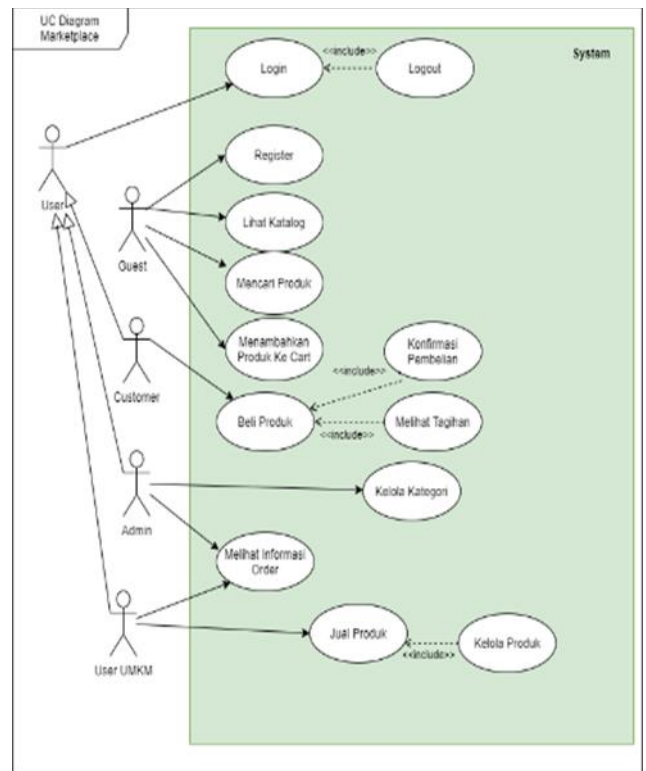 UC Diagram
Marketplace
System
Login
<<include>>
Logout
User
Register
Guest
Lihat Katalog
Mencari Produk
Menambahkan
Produk Ke Cart
Konfirmasi
Pembelian
<<include>>
Customer
Beli Produk
<<include>>
Melihat Tagihan
Admin
Kelola Kategori
Melihat Informasi
Order
User UMKM
Jual Produk
<<include>>
Kelola Produk